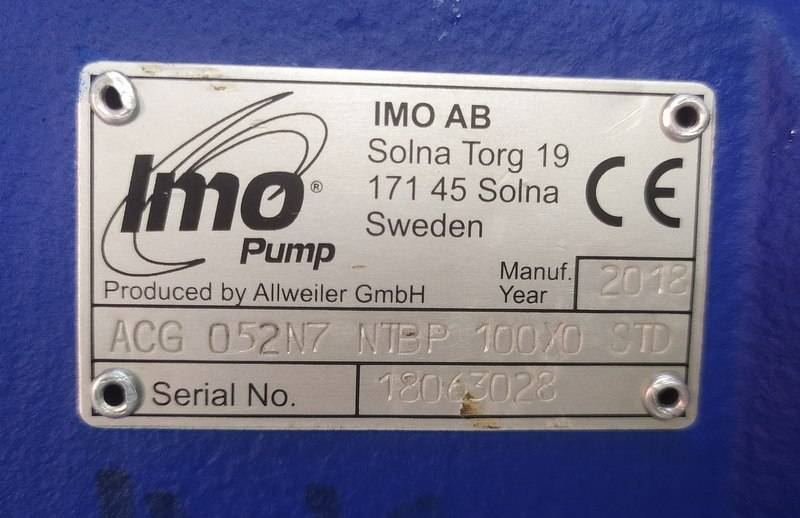 Imo®
Pump
IMO AB
Solna Torg 19
171 45 Solna
Sweden
CE
Produced by Allweiler GmbH
Manuf.
Year
2018
ACG 052N7 NTBP 100X0 STD
Serial No.
18063028